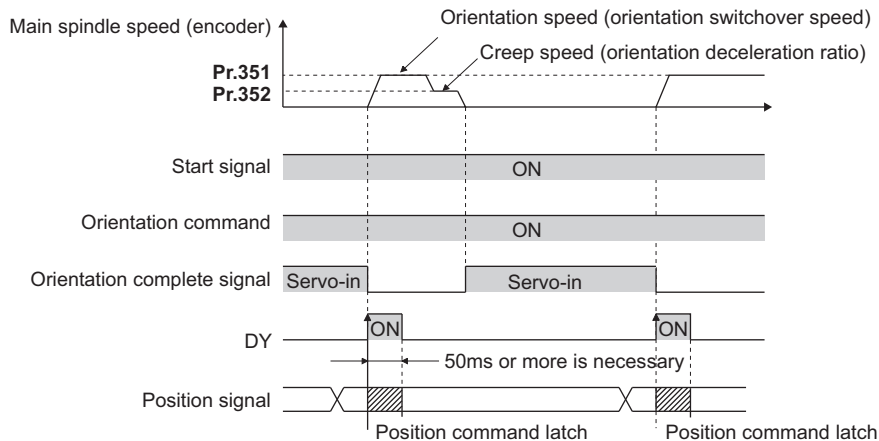 Orientation speed (orientation switchover speed)
Main spindle speed (encoder)
Creep speed (orientation deceleration ratio)
Pr.351
Pr.352
Start signal
ON
Orientation command
ON
Orientation complete signal
Servo-in
Servo-in
DY
ON
ON
50ms or more is necessary
Position signal
Position command latch
Position command latch